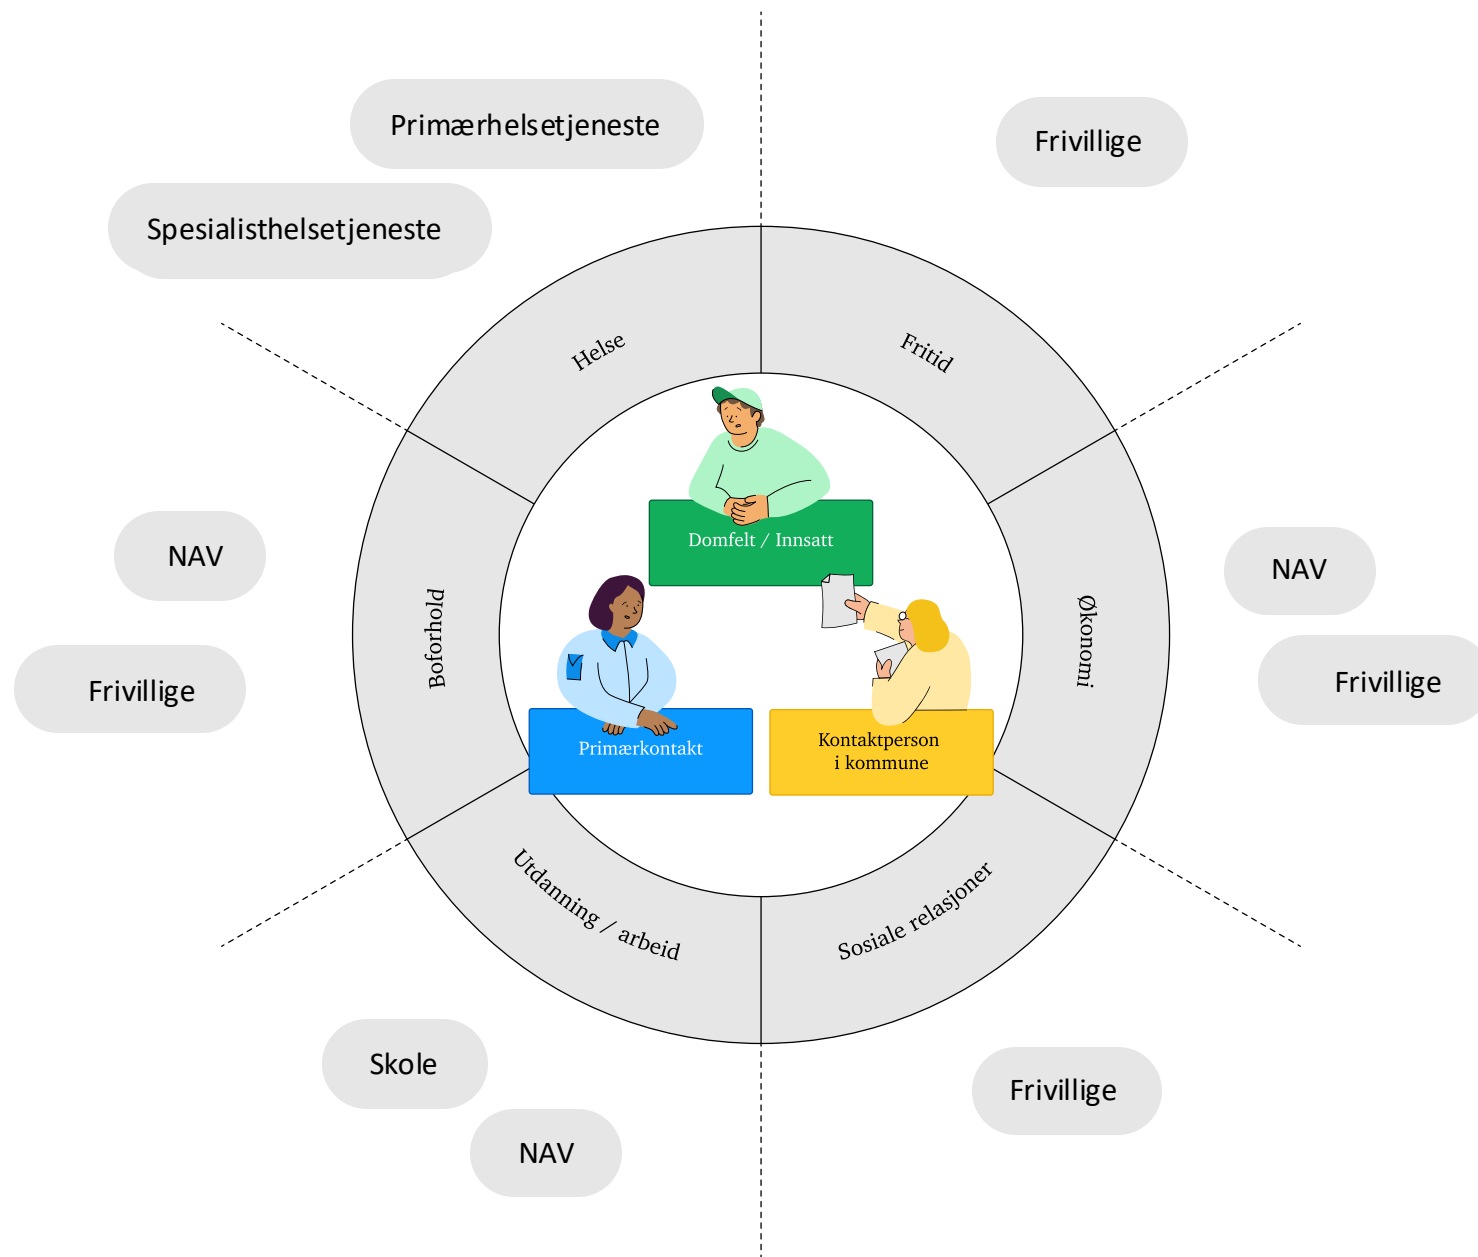 Primærhelsetjeneste
Frivillige
Spesialisthelsetjeneste
Helse
Fritid
Domfelt / Innsatt
NAV
NAV
Boforhold
Økonomi
Frivillige
Frivillige
Primærkontakt
Kontaktperson
i kommune
Utdanning / arbeid
Sosiale relasjoner
Skole
Frivillige
NAV